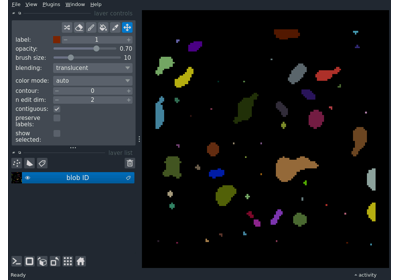 File View Plugins Window Help
layer controls
label: 1
opacity: 0.70
brush size: 10
blending: translucent
color mode: auto
contour: 0
n edit dim: 2
contiguous:
preserve
labels:
show
selected:
layer list
blob ID
Ready
activity